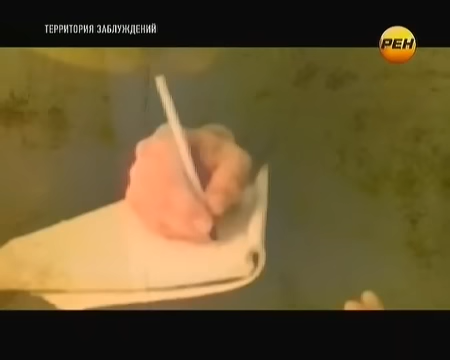 ТЕРРИТОРИЯ ЗАБЛУЖДЕНИЙ
РЕН